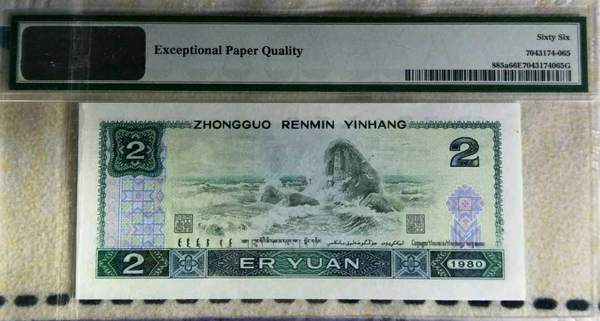 Exceptional Paper Quality
Sixty Six
7043174-065
885a66E7043174065G
ZHONGGUO RENMIN YINHANG
2
2
2
ER YUAN
1980